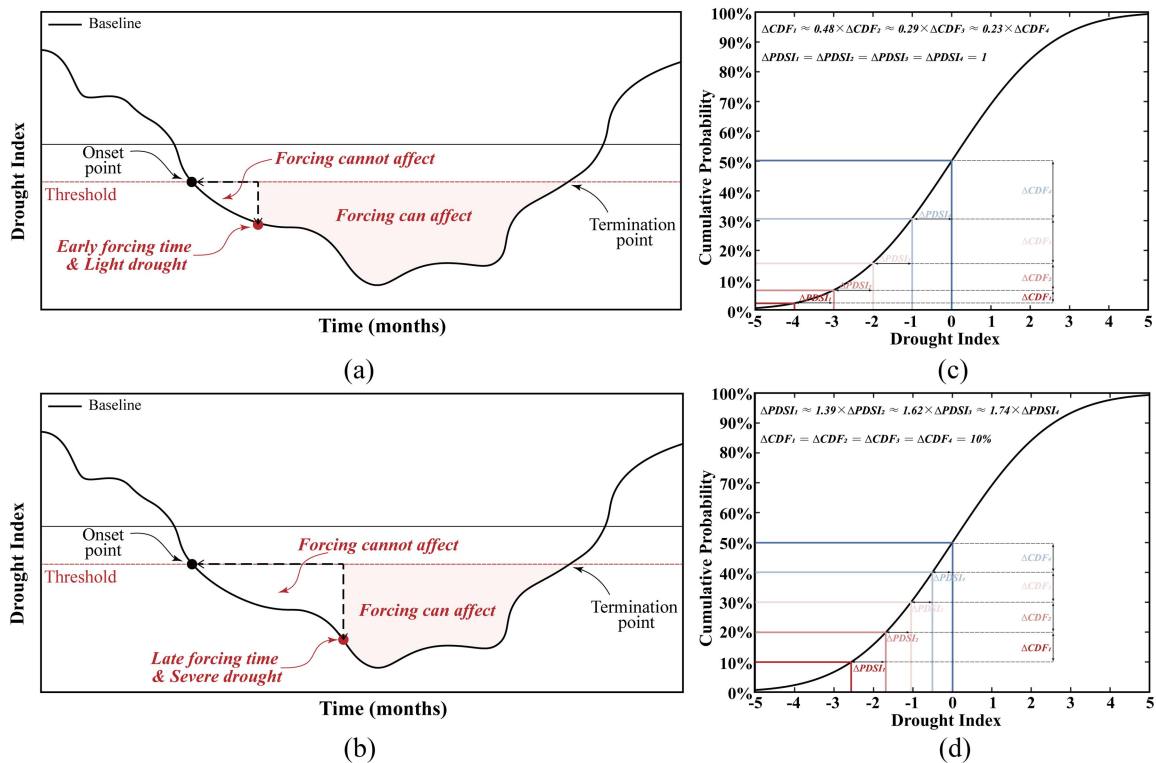 Baseline
Drought Index
Onset
point
Forcing cannot affect
Threshold
Forcing can affect
Early forcing time
& Light drought
Termination
point
Time (months)
(a)
Cumulative Probability
ΔCDF₁ ≈ 0.48×ΔCDF₂ ≈ 0.29×ΔCDF₃ ≈ 0.23×ΔCDF₄
ΔPDSI₁ = ΔPDSI₂ = ΔPDSI₃ = ΔPDSI₄ = 1
100%
90%
80%
70%
60%
50%
40%
30%
20%
10%
0%
ΔCDF₄
ΔCDF₃
ΔCDF₂
ΔCDF₁
ΔPDSI₂
ΔPDSI₁
-5 -4 -3 -2 -1 0 1 2 3 4 5
Drought Index
(c)
Baseline
Drought Index
Onset
point
Forcing cannot affect
Threshold
Forcing can affect
Late forcing time
& Severe drought
Termination
point
Time (months)
(b)
Cumulative Probability
ΔPDSI₁ ≈ 1.39×ΔPDSI₂ ≈ 1.62×ΔPDSI₃ ≈ 1.74×ΔPDSI₄
ΔCDF₁ = ΔCDF₂ = ΔCDF₃ = ΔCDF₄ = 10%
100%
90%
80%
70%
60%
50%
40%
30%
20%
10%
0%
ΔCDF₄
ΔCDF₃
ΔCDF₂
ΔCDF₁
ΔPDSI₂
ΔPDSI₁
-5 -4 -3 -2 -1 0 1 2 3 4 5
Drought Index
(d)